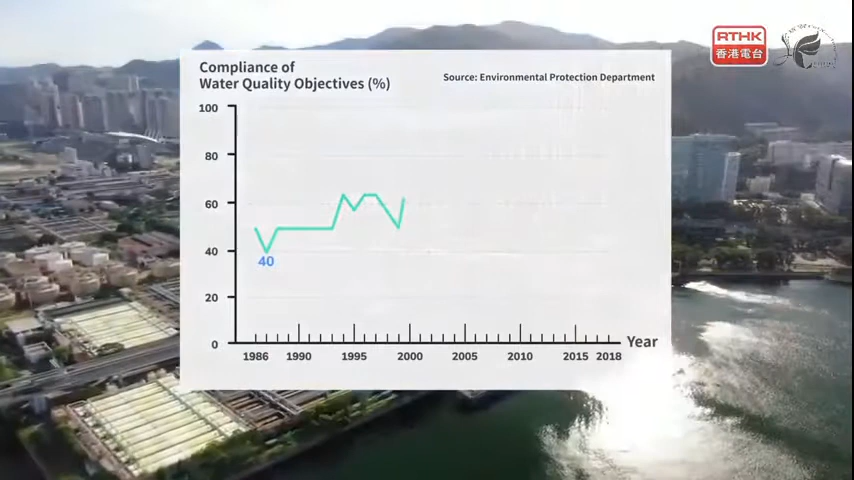 RTHK
香港電台
Compliance of
Water Quality Objectives (%)
Source: Environmental Protection Department
100
80
60
40
20
0
40
1986 1990 1995 2000 2005 2010 2015 2018
Year